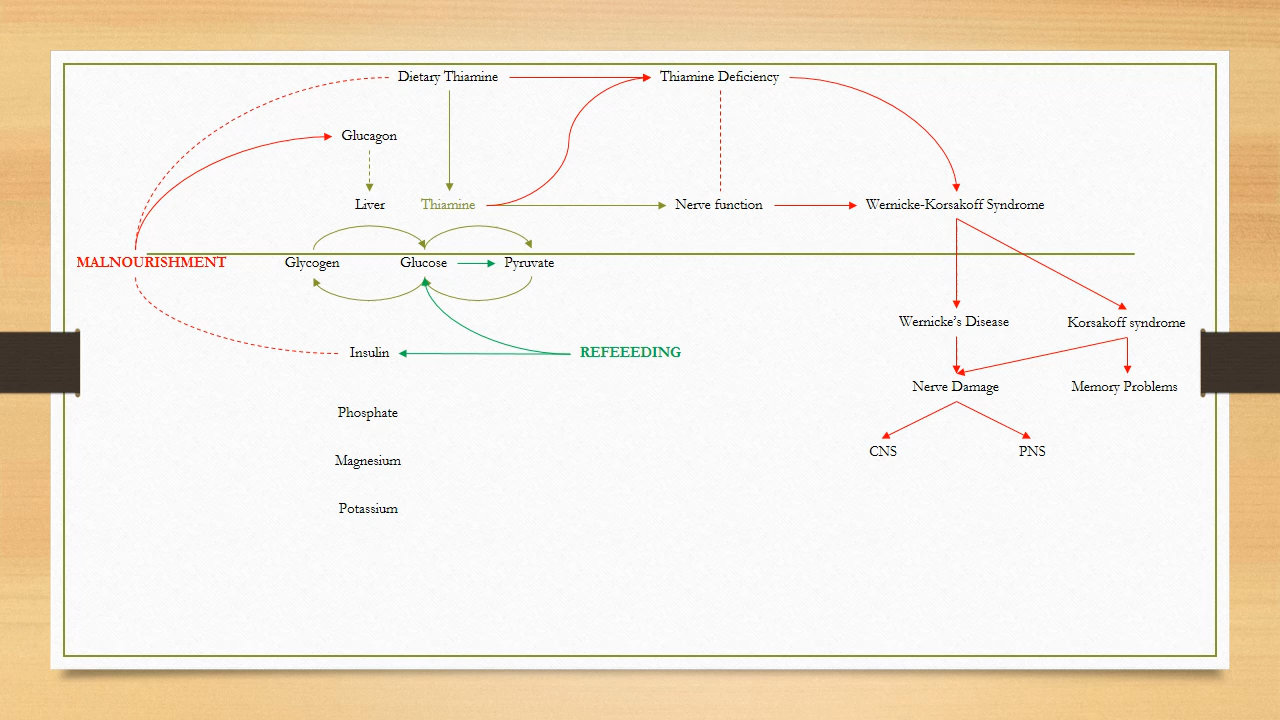 Dietary Thiamine
Thiamine Deficiency
Glucagon
Liver
Thiamine
Nerve function
Wernicke-Korsakoff Syndrome
MALNOURISHMENT
Glycogen
Glucose
Pyruvate
Wernicke's Disease
Korsakoff syndrome
Insulin
REFEEEDING
Nerve Damage
Memory Problems
Phosphate
CNS
PNS
Magnesium
Potassium